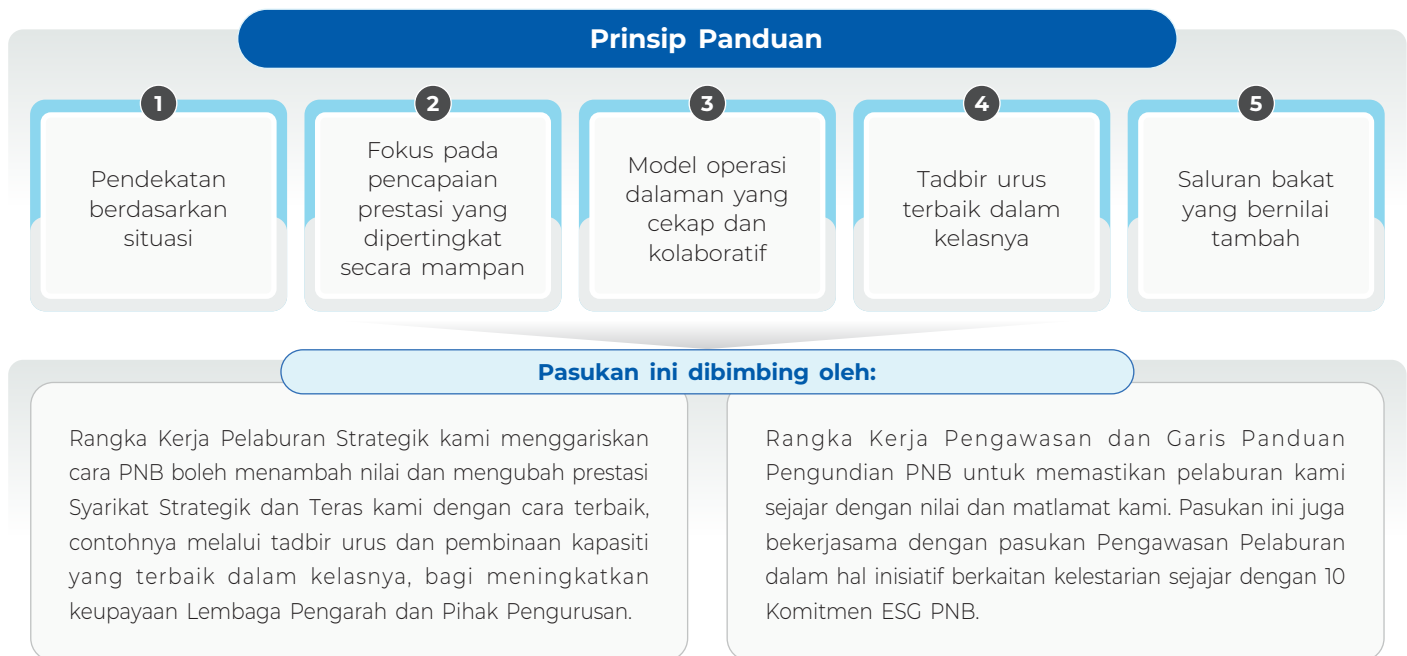 Prinsip Panduan
1
Pendekatan
berdasarkan
situasi
2
Fokus pada
pencapaian
prestasi yang
dipertingkat
secara mampan
3
Model operasi
dalaman yang
cekap dan
kolaboratif
4
Tadbir urus
terbaik dalam
kelasnya
5
Saluran bakat
yang bernilai
tambah
Pasukan ini dibimbing oleh:
Rangka Kerja Pelaburan Strategik kami menggariskan
cara PNB boleh menambah nilai dan mengubah prestasi
Syarikat Strategik dan Teras kami dengan cara terbaik,
contohnya melalui tadbir urus dan pembinaan kapasiti
yang terbaik dalam kelasnya, bagi meningkatkan
keupayaan Lembaga Pengarah dan Pihak Pengurusan.
Rangka Kerja Pengawasan dan Garis Panduan
Pengundian PNB untuk memastikan pelaburan kami
sejajar dengan nilai dan matlamat kami. Pasukan ini juga
bekerjasama dengan pasukan Pengawasan Pelaburan
dalam hal inisiatif berkaitan kelestarian sejajar dengan 10
Komitmen ESG PNB.